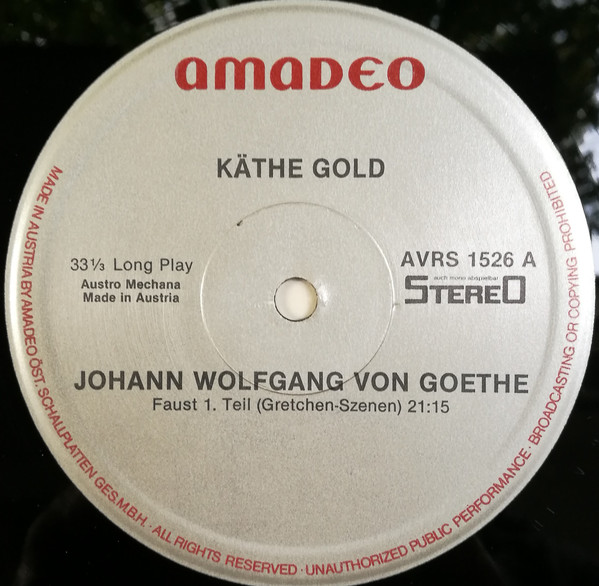 amaDEO
KÄTHE GOLD
33⅓ Long Play
Austro Mechana
Made in Austria
AVRS 1526 A
auch mono abspielbar
STEREO
JOHANN WOLFGANG VON GOETHE
Faust 1. Teil (Gretchen-Szenen) 21:15
MADE IN AUSTRIA BY AMADEO ÖST. SCHALLPLATTEN GES.M.B.H. · ALL RIGHTS RESERVED · UNAUTHORIZED PUBLIC PERFORMANCE · BROADCASTING OR COPYING PROHIBITED